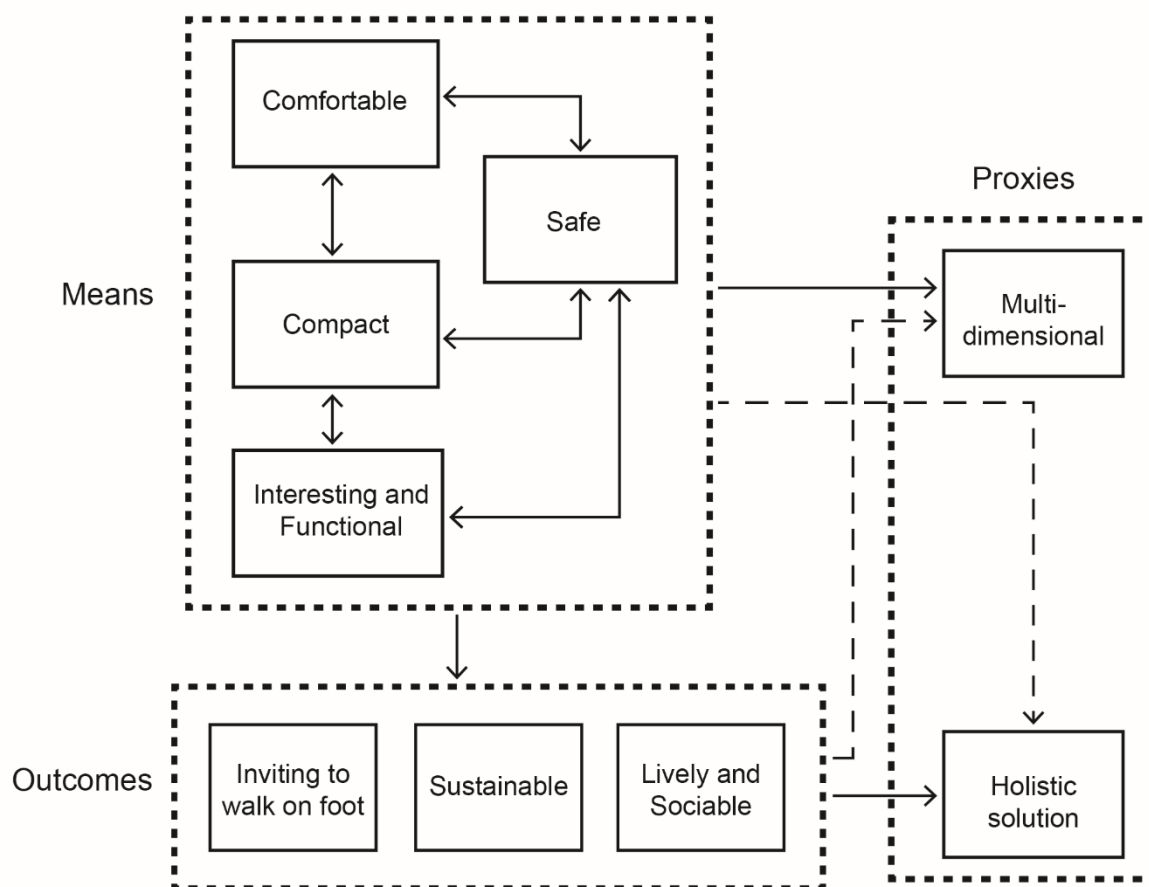 Comfortable
Safe
Proxies
Means
Compact
Multi-
dimensional
Interesting and
Functional
Outcomes
Inviting to
walk on foot
Sustainable
Lively and
Sociable
Holistic
solution